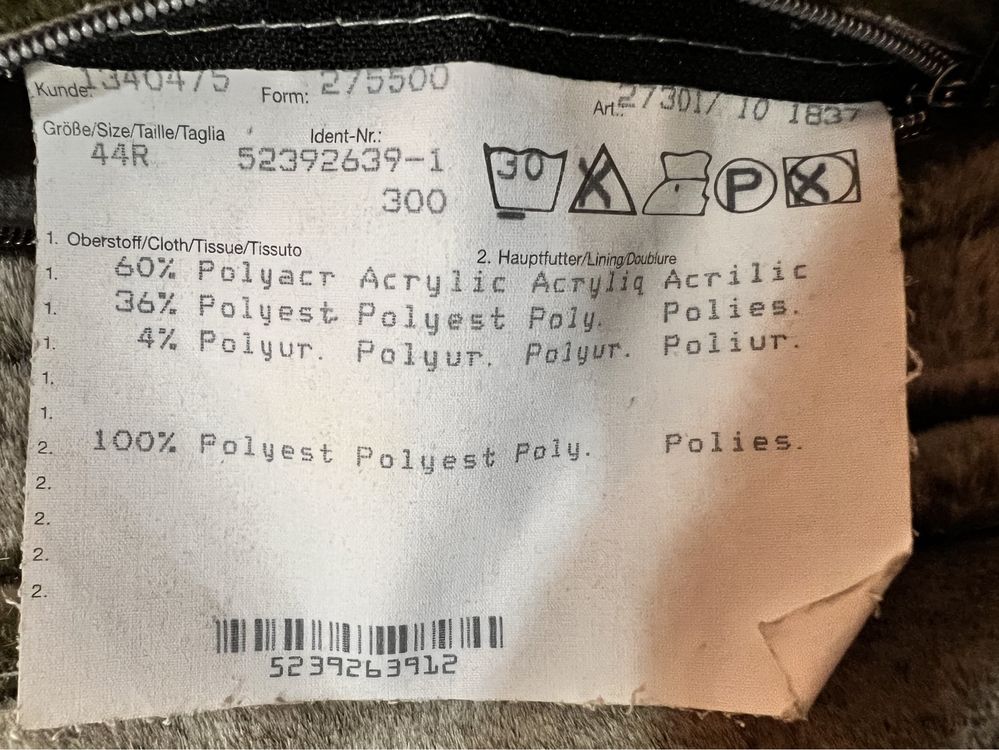 Kunde: 1340475 Form: 275500 Art.: 27301/ 10 1837
Größe/Size/Taille/Taglia Ident-Nr.:
44R 52392639-1
300
30 P
1. Oberstoff/Cloth/Tissue/Tissuto 2. Hauptfutter/Lining/Doublure
1. 60% Polyacr Acrylic Acryliq Acrilic
1. 36% Polyest Polyest Poly. Polies.
1. 4% Polyur. Polyur. Polyur. Poliur.
1.
1.
2. 100% Polyest Polyest Poly. Polies.
2.
2.
2.
2.
5239263912